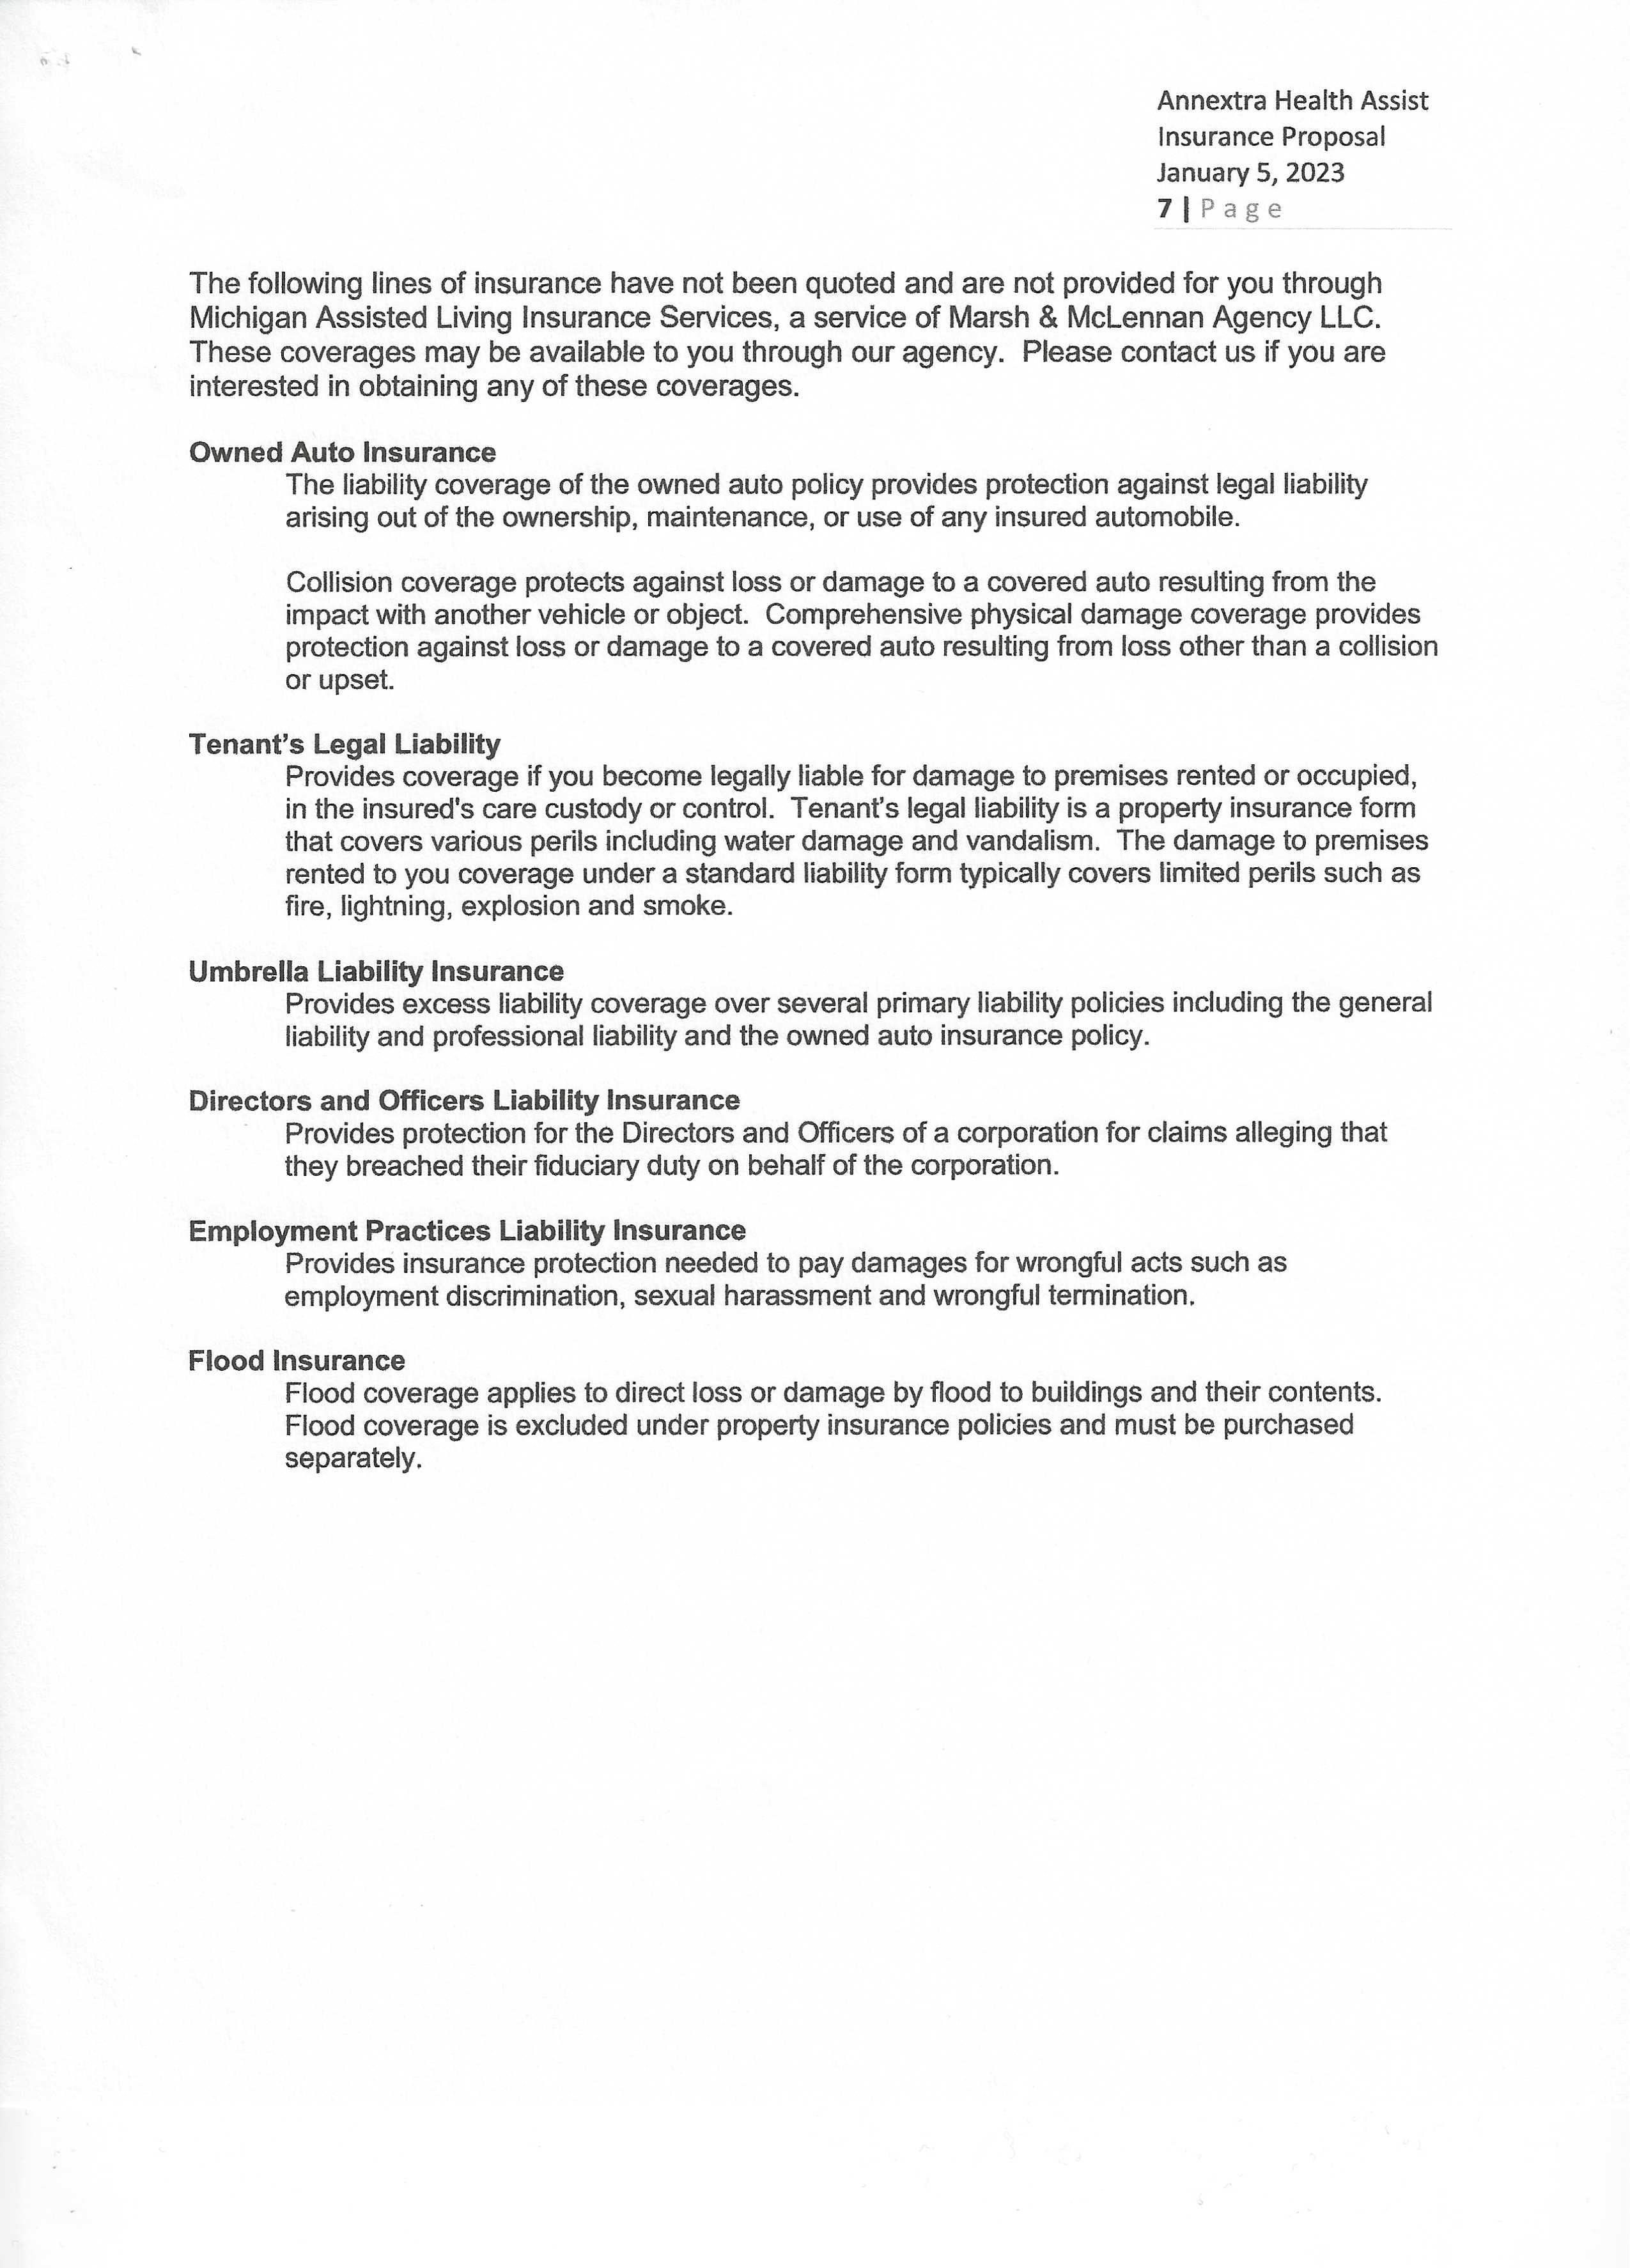 Annextra Health Assist
Insurance Proposal
January 5, 2023
7 | Page
The following lines of insurance have not been quoted and are not provided for you through
Michigan Assisted Living Insurance Services, a service of Marsh & McLennan Agency LLC.
These coverages may be available to you through our agency.  Please contact us if you are
interested in obtaining any of these coverages.
Owned Auto Insurance
The liability coverage of the owned auto policy provides protection against legal liability
arising out of the ownership, maintenance, or use of any insured automobile.
Collision coverage protects against loss or damage to a covered auto resulting from the
impact with another vehicle or object.  Comprehensive physical damage coverage provides
protection against loss or damage to a covered auto resulting from loss other than a collision
or upset.
Tenant’s Legal Liability
Provides coverage if you become legally liable for damage to premises rented or occupied,
in the insured's care custody or control.  Tenant’s legal liability is a property insurance form
that covers various perils including water damage and vandalism.  The damage to premises
rented to you coverage under a standard liability form typically covers limited perils such as
fire, lightning, explosion and smoke.
Umbrella Liability Insurance
Provides excess liability coverage over several primary liability policies including the general
liability and professional liability and the owned auto insurance policy.
Directors and Officers Liability Insurance
Provides protection for the Directors and Officers of a corporation for claims alleging that
they breached their fiduciary duty on behalf of the corporation.
Employment Practices Liability Insurance
Provides insurance protection needed to pay damages for wrongful acts such as
employment discrimination, sexual harassment and wrongful termination.
Flood Insurance
Flood coverage applies to direct loss or damage by flood to buildings and their contents.
Flood coverage is excluded under property insurance policies and must be purchased
separately.